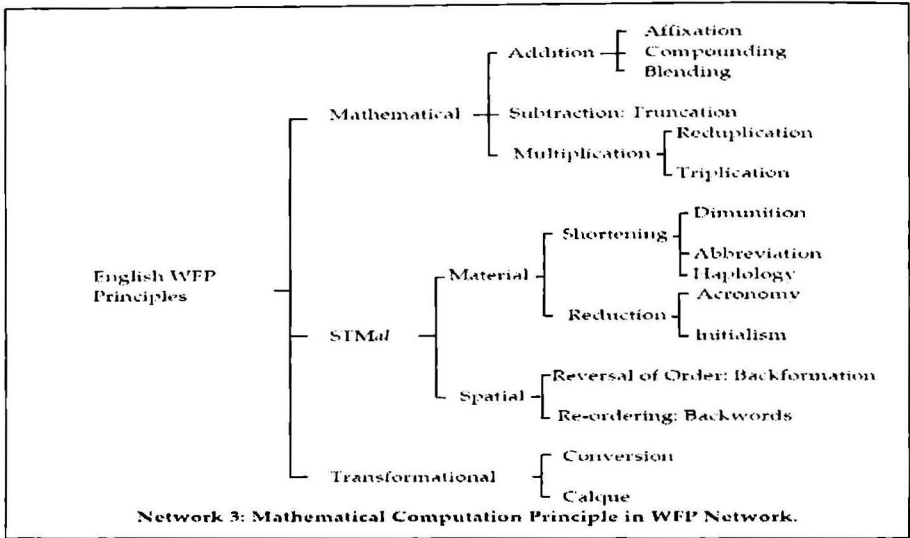 Affixation
Addition
Compounding
Blending
Mathematical
Subtraction: Truncation
Reduplication
Multiplication
Triplication
Dimunition
Shortening
Abbreviation
Material
Haplology
English WFP
Principles
Acronomy
Reduction
Initialism
STMal
Reversal of Order: Backformation
Spatial
Re-ordering: Backwords
Conversion
Transformational
Calque
Network 3: Mathematical Computation Principle in WFP Network.